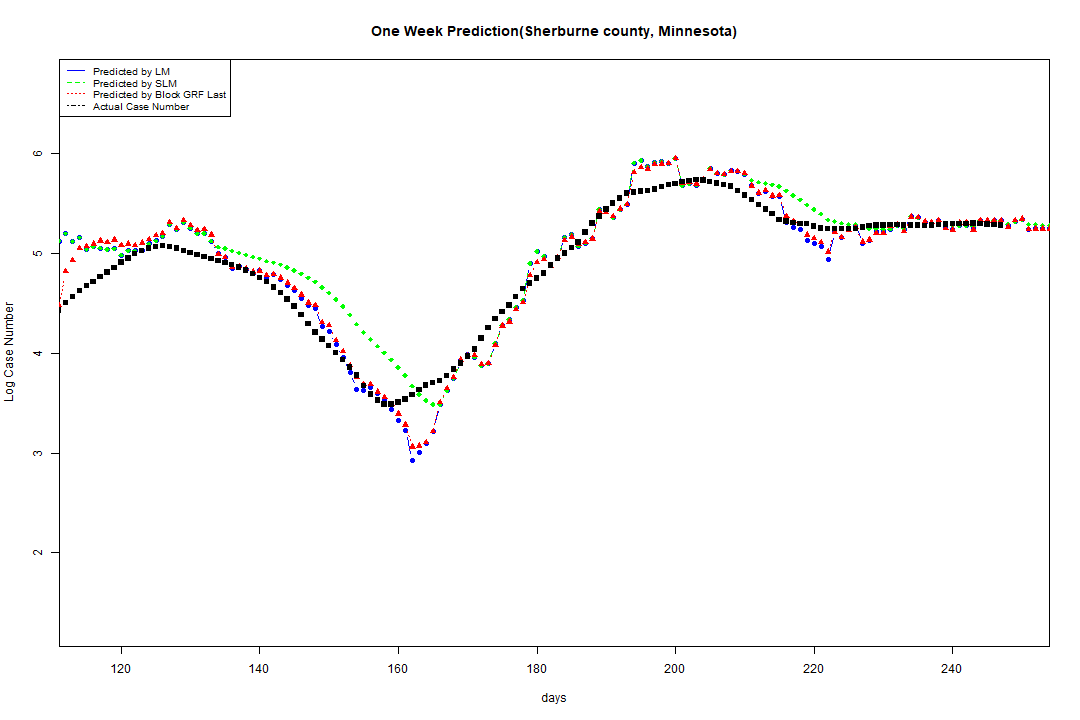 One Week Prediction(Sherburne county, Minnesota)
Predicted by LM
Predicted by SLM
Predicted by Block GRF Last
Actual Case Number
6
5
4
3
2
Log Case Number
120 140 160 180 200 220 240
days